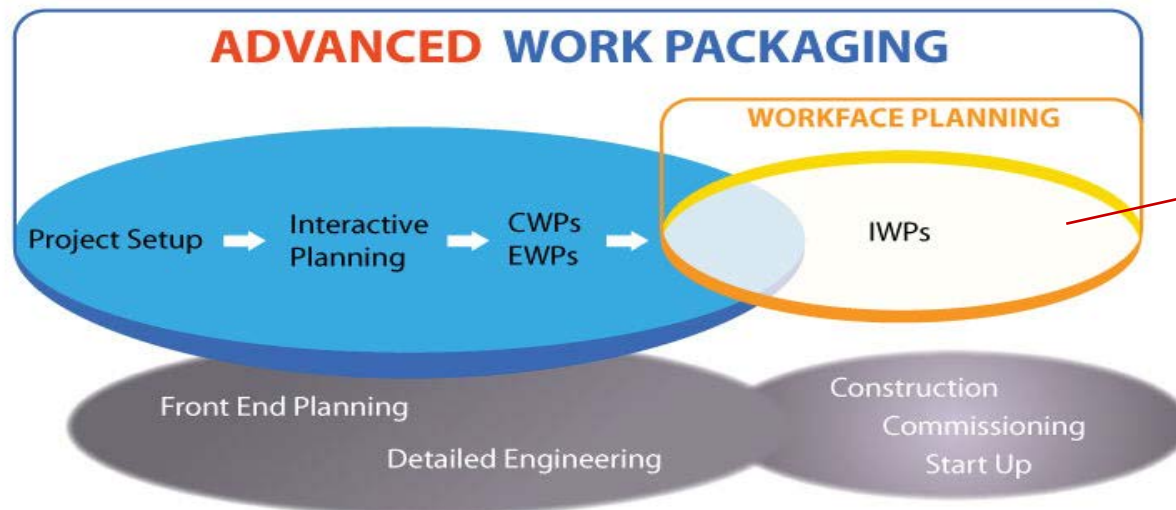 ADVANCED WORK PACKAGING
WORKFACE PLANNING
Project Setup
Interactive
Planning
CWPs
EWPs
IWPs
Front End Planning
Detailed Engineering
Construction
Commissioning
Start Up